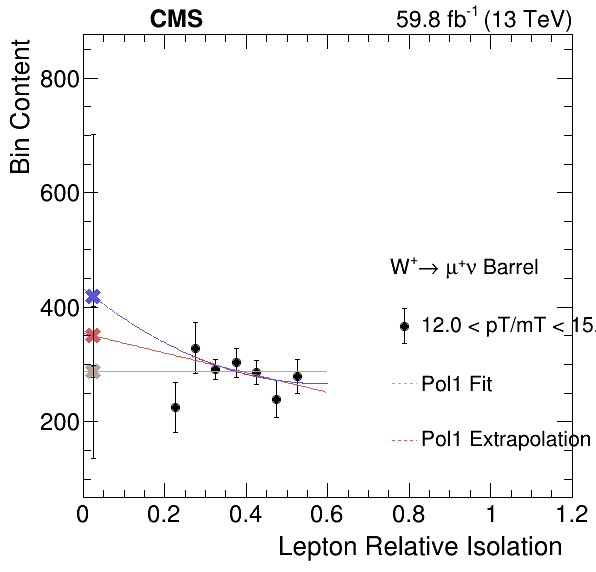 CMS 59.8 fb-1 (13 TeV)
Bin Content
800
600
400
200
W+→ μ+ν Barrel
12.0 < pT/mT < 15.
Pol1 Fit
Pol1 Extrapolation
0 0.2 0.4 0.6 0.8 1 1.2
Lepton Relative Isolation